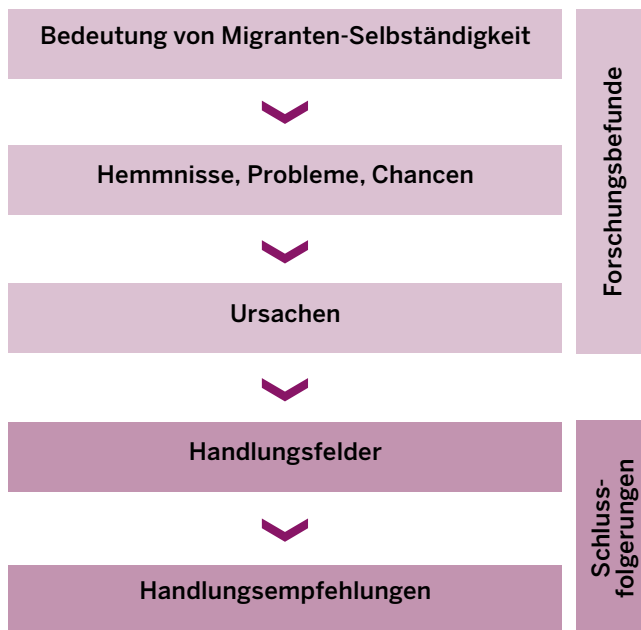 Bedeutung von Migranten-Selbständigkeit
Hemmnisse, Probleme, Chancen
Ursachen
Forschungsbefunde
Handlungsfelder
Handlungsempfehlungen
Schluss-
folgerungen